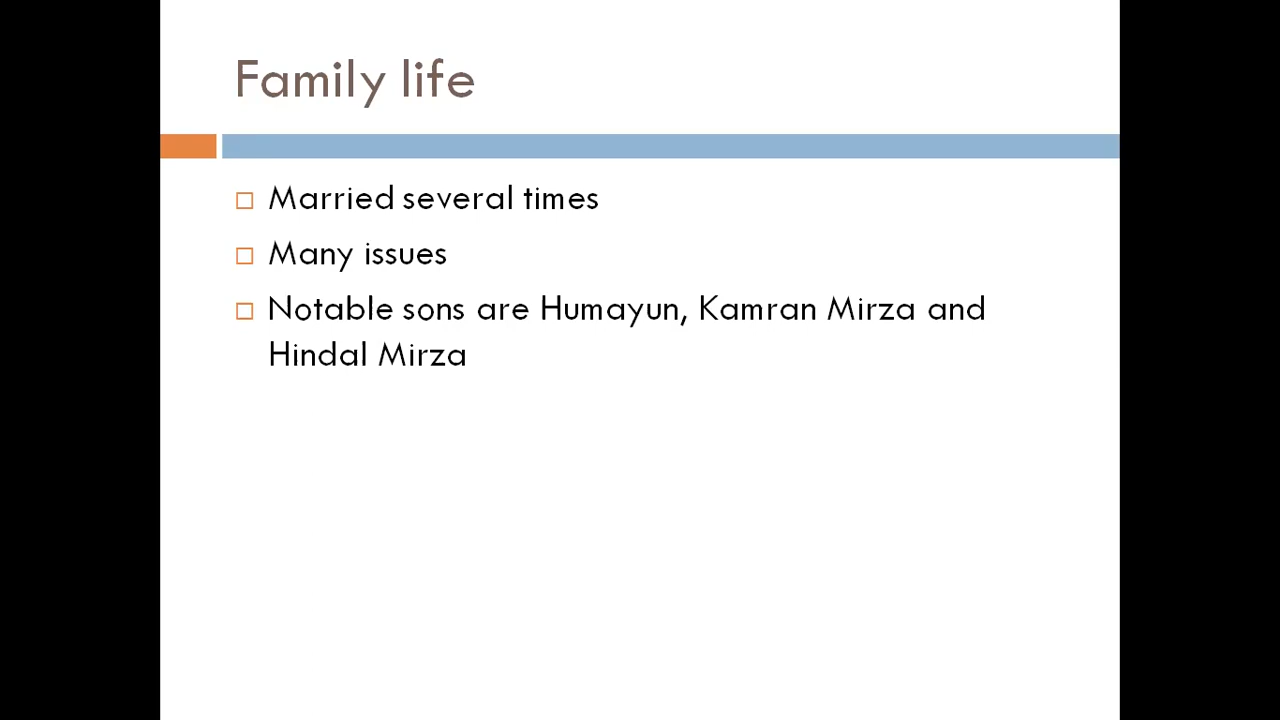 Family life
Married several times
Many issues
Notable sons are Humayun, Kamran Mirza and
Hindal Mirza